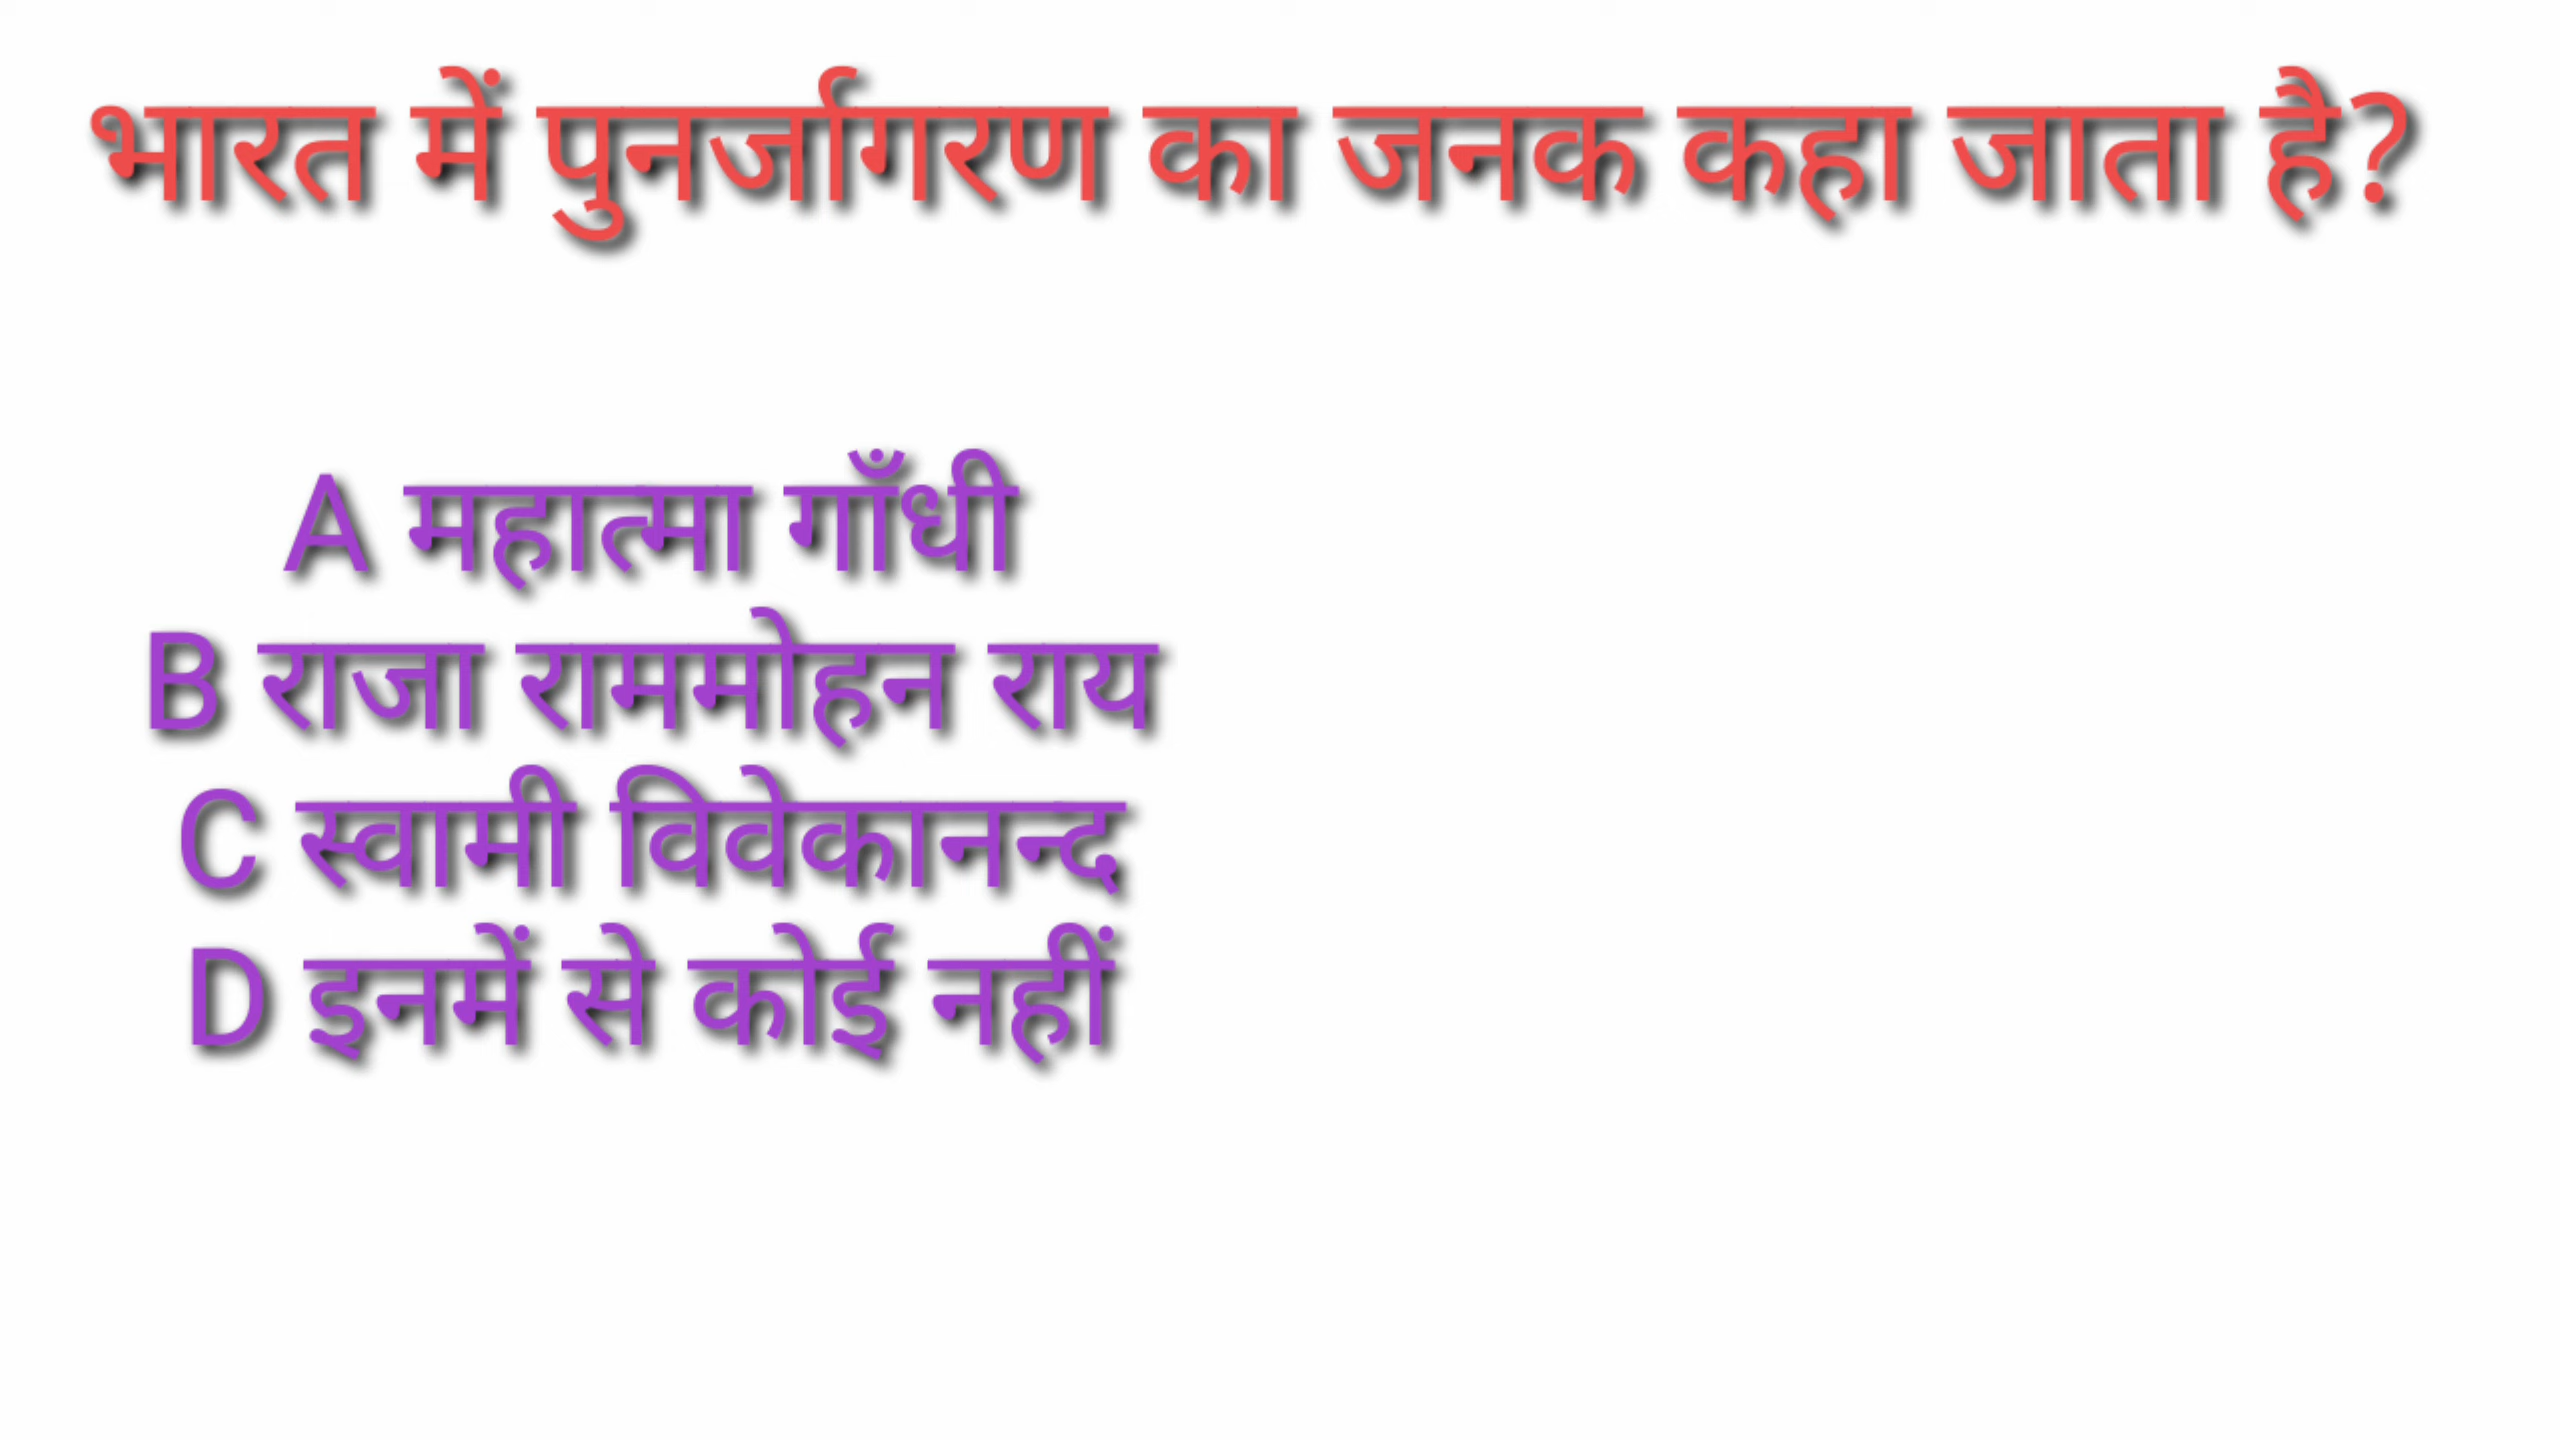 भारत में पुनर्जागरण का जनक कहा जाता है?
A महात्मा गाँधी
B राजा राममोहन राय
C स्वामी विवेकानन्द
D इनमें से कोई नहीं